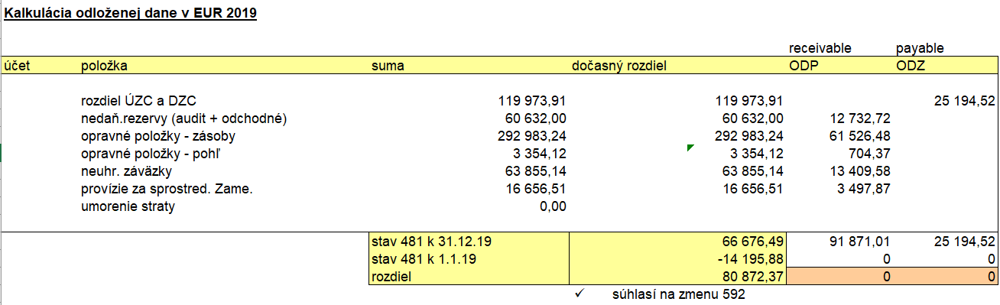 Kalkulácia odloženej dane v EUR 2019
receivable payable
účet položka suma dočasný rozdiel ODP ODZ
rozdiel ÚZC a DZC 119 973,91 119 973,91 25 194,52
nedaň.rezervy (audit + odchodné) 60 632,00 60 632,00 12 732,72
opravné položky - zásoby 292 983,24 292 983,24 61 526,48
opravné položky - pohľ 3 354,12 3 354,12 704,37
neuhr. záväzky 63 855,14 63 855,14 13 409,58
provízie za sprostred. Zame. 16 656,51 16 656,51 3 497,87
umorenie straty 0,00
stav 481 k 31.12.19 66 676,49 91 871,01 25 194,52
stav 481 k 1.1.19 -14 195,88 0 0
rozdiel 80 872,37 0 0
✓ súhlasí na zmenu 592